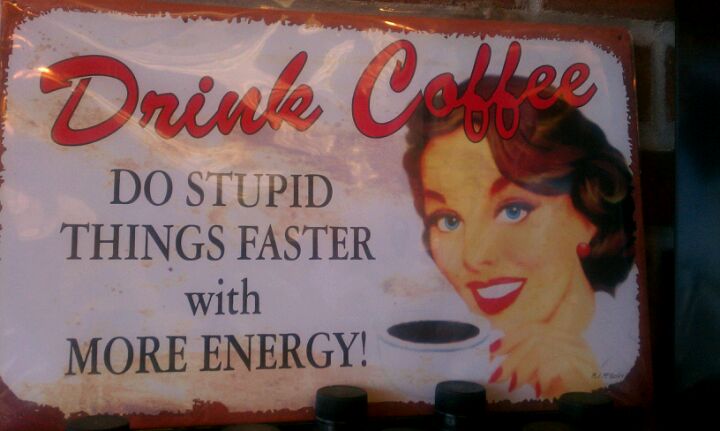 Drink Coffee
DO STUPID
THINGS FASTER
with
MORE ENERGY!